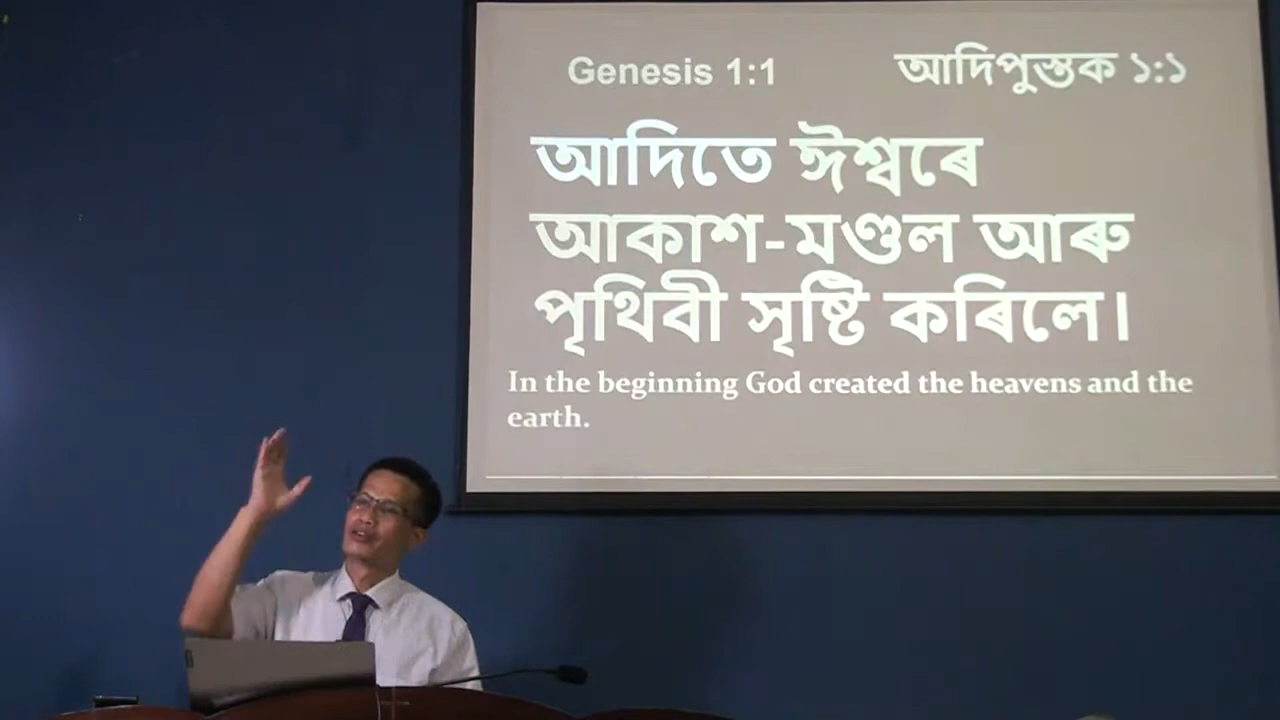 Genesis 1:1 আদিপুস্তক ১:১
আদিতে ঈশ্বৰে
আকাশ-মণ্ডল আৰু
পৃথিবী সৃষ্টি কৰিলে।
In the beginning God created the heavens and the
earth.